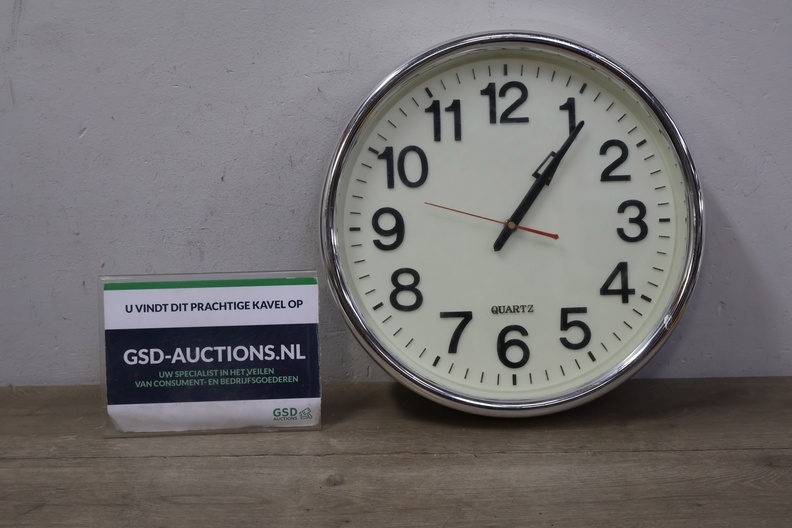 12
11
1
10
2
9
3
8
4
7
5
6
QUARTZ
U VINDT DIT PRACHTIGE KAVEL OP
GSD-AUCTIONS.NL
UW SPECIALIST IN HET VEILEN
VAN CONSUMENT- EN BEDRIJFSGOEDEREN
GSD
AUCTIONS